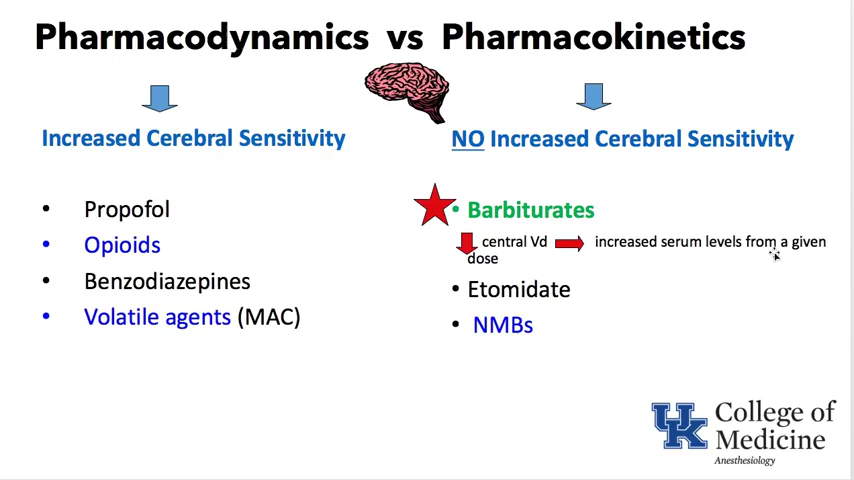 Pharmacodynamics vs Pharmacokinetics
Increased Cerebral Sensitivity
• Propofol
• Opioids
• Benzodiazepines
• Volatile agents (MAC)
NO Increased Cerebral Sensitivity
• Barbiturates
central Vd increased serum levels from a given
dose
• Etomidate
• NMBs
UK College of
Medicine
Anesthesiology